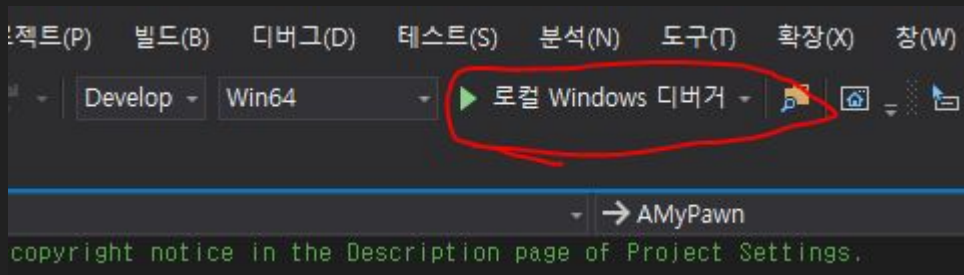 로젝트(P) 빌드(B) 디버그(D) 테스트(S) 분석(N) 도구(T) 확장(X) 창(W)
Develop Win64 로컬 Windows 디버거
AMyPawn
copyright notice in the Description page of Project Settings.